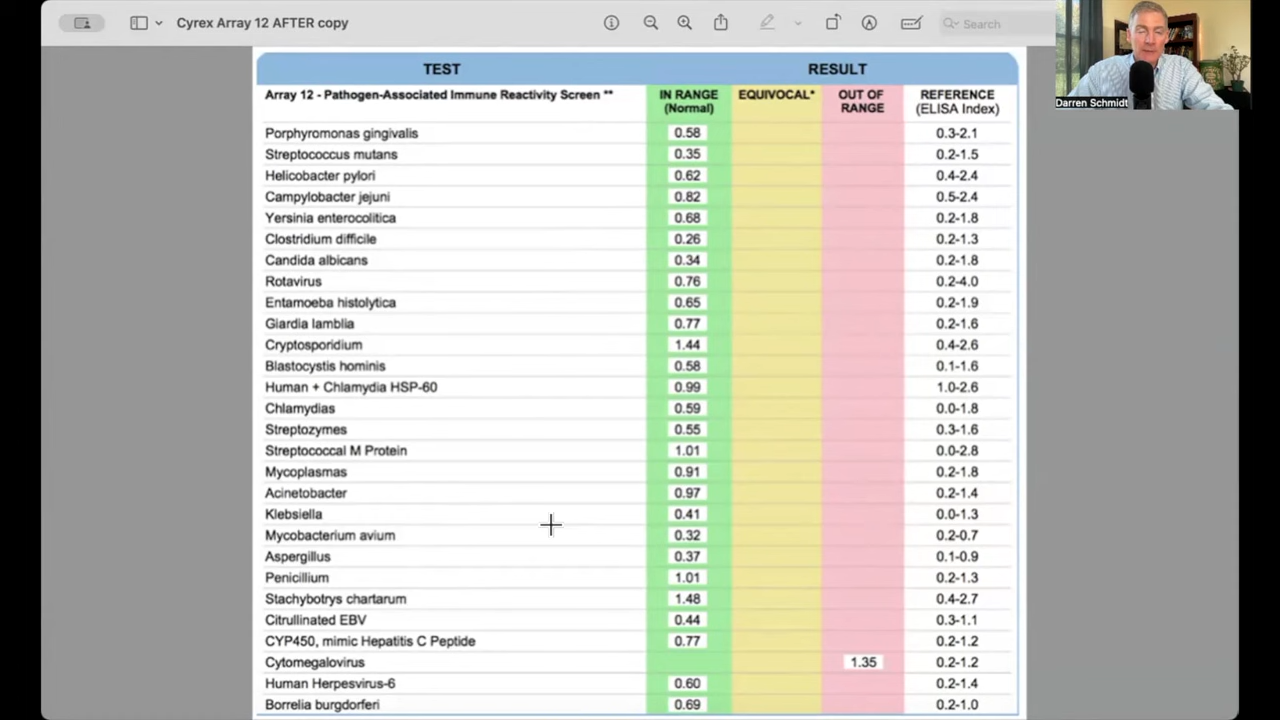 Cyrex Array 12 AFTER copy
Search
Darren Schmidt
TEST RESULT
Array 12 - Pathogen-Associated Immune Reactivity Screen ** IN RANGE (Normal) EQUIVOCAL* OUT OF RANGE REFERENCE (ELISA Index)
Porphyromonas gingivalis 0.58 0.3-2.1
Streptococcus mutans 0.35 0.2-1.5
Helicobacter pylori 0.62 0.4-2.4
Campylobacter jejuni 0.82 0.5-2.4
Yersinia enterocolitica 0.68 0.2-1.8
Clostridium difficile 0.26 0.2-1.3
Candida albicans 0.34 0.2-1.8
Rotavirus 0.76 0.2-4.0
Entamoeba histolytica 0.65 0.2-1.9
Giardia lamblia 0.77 0.2-1.6
Cryptosporidium 1.44 0.4-2.6
Blastocystis hominis 0.58 0.1-1.6
Human + Chlamydia HSP-60 0.99 1.0-2.6
Chlamydias 0.59 0.0-1.8
Streptozymes 0.55 0.3-1.6
Streptococcal M Protein 1.01 0.0-2.8
Mycoplasmas 0.91 0.2-1.8
Acinetobacter 0.97 0.2-1.4
Klebsiella 0.41 0.0-1.3
Mycobacterium avium 0.32 0.2-0.7
Aspergillus 0.37 0.1-0.9
Penicillium 1.01 0.2-1.3
Stachybotrys chartarum 1.48 0.4-2.7
Citrullinated EBV 0.44 0.3-1.1
CYP450, mimic Hepatitis C Peptide 0.77 0.2-1.2
Cytomegalovirus 1.35 0.2-1.2
Human Herpesvirus-6 0.60 0.2-1.4
Borrelia burgdorferi 0.69 0.2-1.0